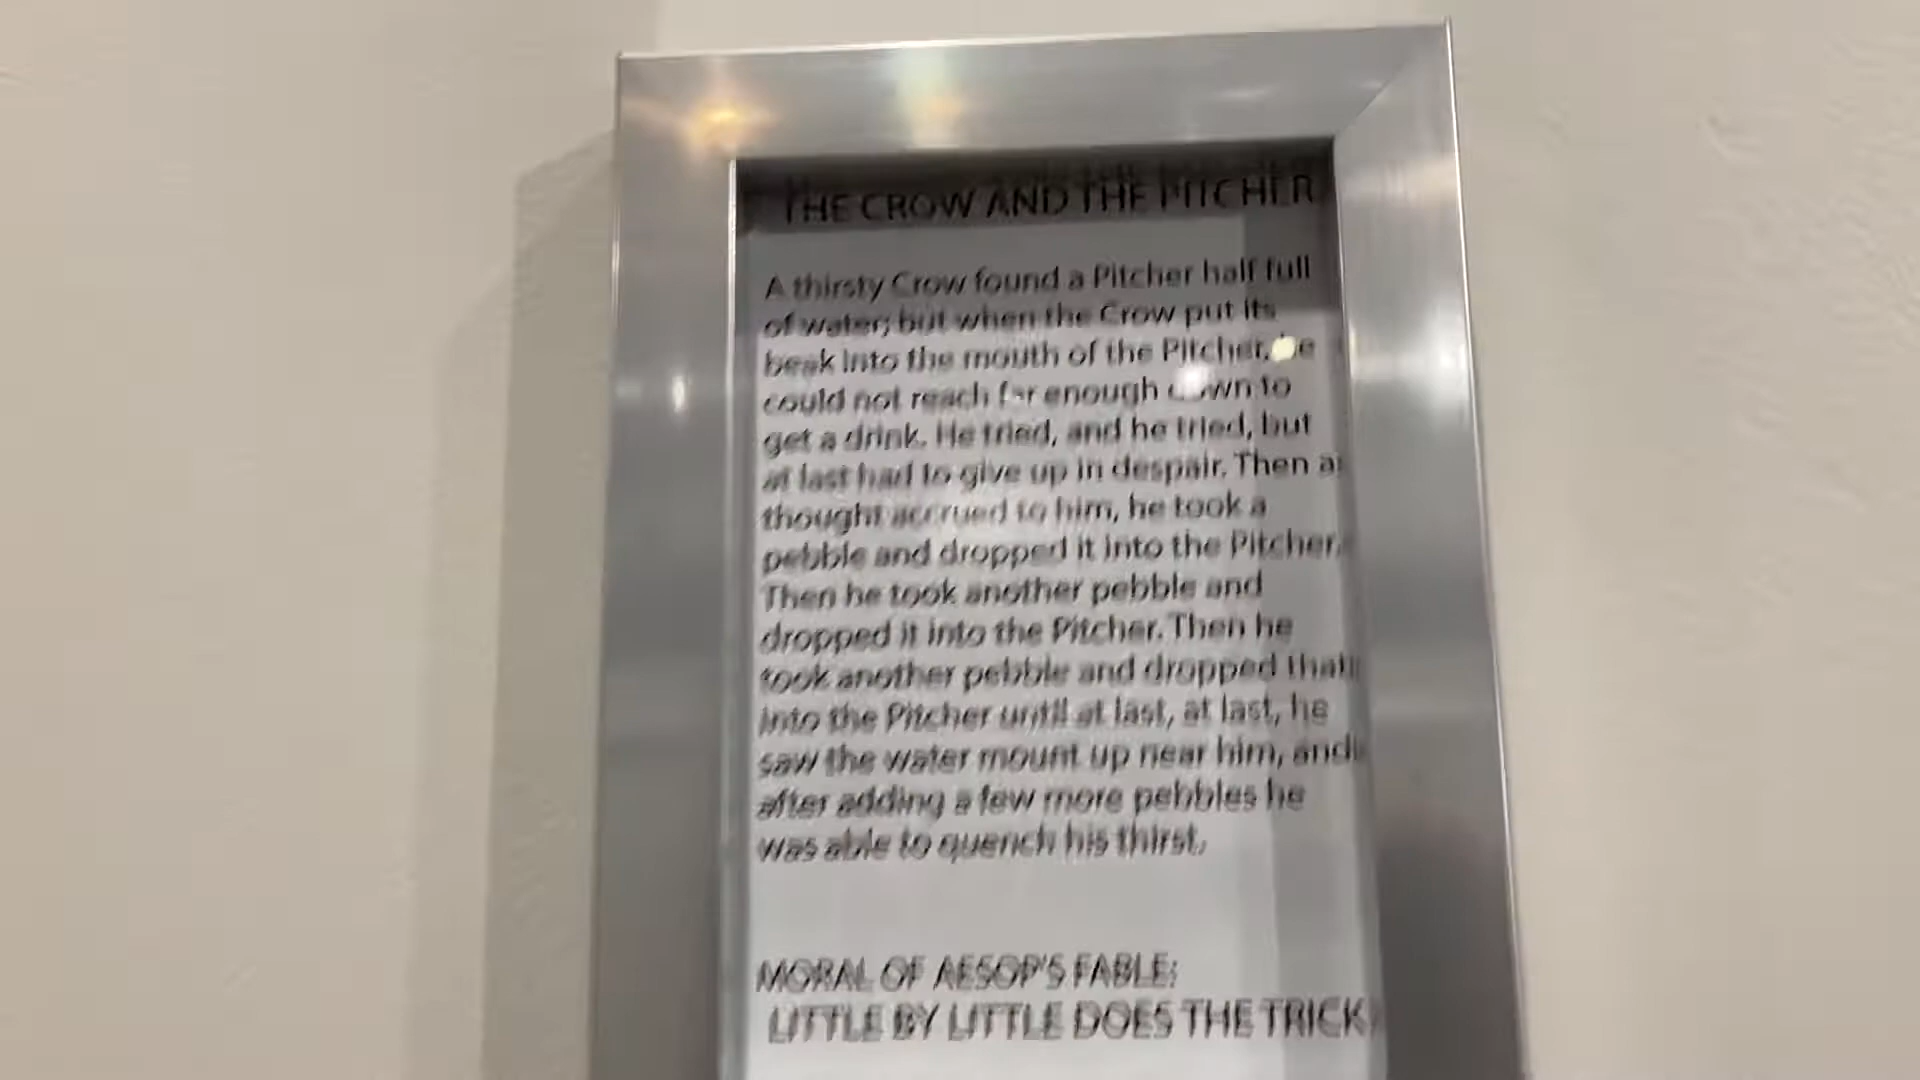 THE CROW AND THE PITCHER
A thirsty Crow found a Pitcher half full
of water; but when the Crow put its
beak into the mouth of the Pitcher, he
could not reach far enough down to
get a drink. He tried, and he tried, but
at last had to give up in despair. Then a
thought accrued to him, he took a
pebble and dropped it into the Pitcher.
Then he took another pebble and
dropped it into the Pitcher. Then he
took another pebble and dropped that
into the Pitcher until at last, at last, he
saw the water mount up near him, and
after adding a few more pebbles he
was able to quench his thirst.
MORAL OF AESOP'S FABLE:
LITTLE BY LITTLE DOES THE TRICK